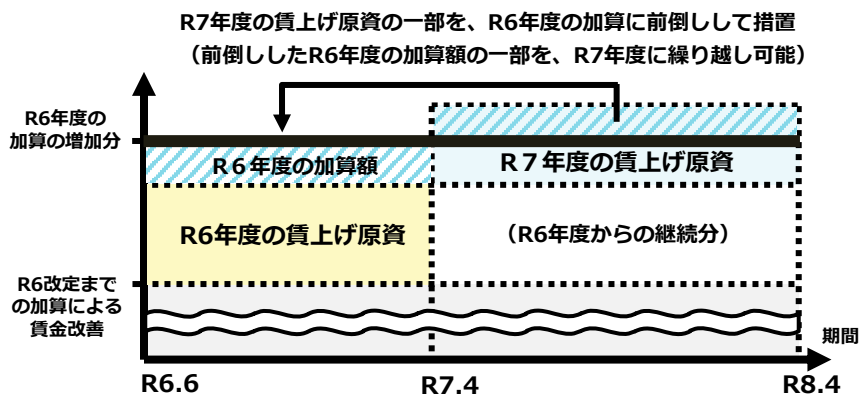 R7年度の賃上げ原資の一部を、R6年度の加算に前倒しして措置
（前倒ししたR6年度の加算額の一部を、R7年度に繰り越し可能）
R6年度の
加算の増加分
R６年度の加算額
R７年度の賃上げ原資
R6年度の賃上げ原資
（R6年度からの継続分）
R6改定まで
の加算による
賃金改善
期間
R6.6
R7.4
R8.4